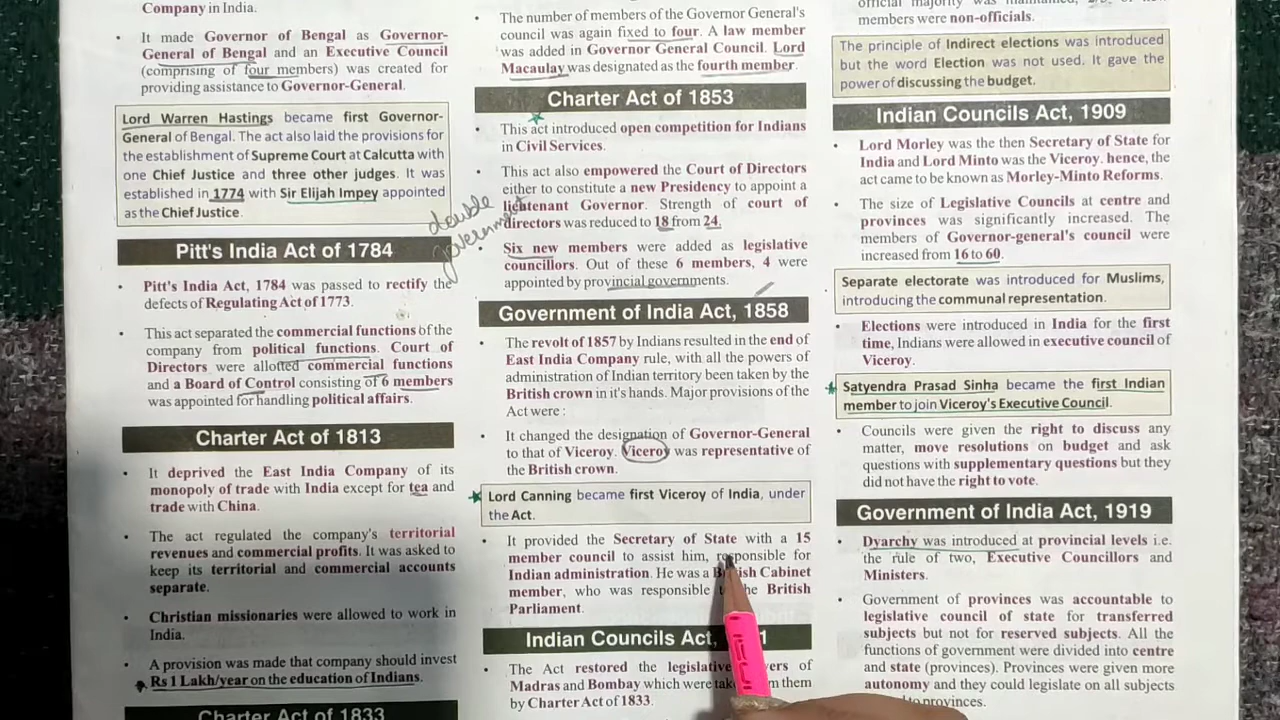 Company in India.
• It made Governor of Bengal as Governor-
General of Bengal and an Executive Council
(comprising of four members) was created for
providing assistance to Governor-General.
Lord Warren Hastings became first Governor-
General of Bengal. The act also laid the provisions for
the establishment of Supreme Court at Calcutta with
one Chief Justice and three other judges. It was
established in 1774 with Sir Elijah Impey appointed
as the Chief Justice.
Pitt's India Act of 1784
• Pitt's India Act, 1784 was passed to rectify the
defects of Regulating Act of 1773.
• This act separated the commercial functions of the
company from political functions. Court of
Directors were allotted commercial functions
and a Board of Control consisting of 6 members
was appointed for handling political affairs.
Charter Act of 1813
• It deprived the East India Company of its
monopoly of trade with India except for tea and
trade with China.
• The act regulated the company's territorial
revenues and commercial profits. It was asked to
keep its territorial and commercial accounts
separate.
• Christian missionaries were allowed to work in
India.
• A provision was made that company should invest
Rs 1 Lakh/year on the education of Indians.
Charter Act of 1833
double
government
• The number of members of the Governor General's
council was again fixed to four. A law member
was added in Governor General Council. Lord
Macaulay was designated as the fourth member.
Charter Act of 1853
• This act introduced open competition for Indians
in Civil Services.
• This act also empowered the Court of Directors
either to constitute a new Presidency to appoint a
lieutenant Governor. Strength of court of
directors was reduced to 18 from 24.
• Six new members were added as legislative
councillors. Out of these 6 members, 4 were
appointed by provincial governments.
Government of India Act, 1858
• The revolt of 1857 by Indians resulted in the end of
East India Company rule, with all the powers of
administration of Indian territory been taken by the
British crown in it's hands. Major provisions of the
Act were :
• It changed the designation of Governor-General
to that of Viceroy. Viceroy was representative of
the British crown.
Lord Canning became first Viceroy of India, under
the Act.
• It provided the Secretary of State with a 15
member council to assist him, responsible for
Indian administration. He was a British Cabinet
member, who was responsible the British
Parliament.
Indian Councils Act,
• The Act restored the legislative of
Madras and Bombay which were them
by Charter Act of 1833.
members were non-officials.
The principle of Indirect elections was introduced
but the word Election was not used. It gave the
power of discussing the budget.
Indian Councils Act, 1909
• Lord Morley was the then Secretary of State for
India and Lord Minto was the Viceroy. hence, the
act came to be known as Morley-Minto Reforms.
• The size of Legislative Councils at centre and
provinces was significantly increased. The
members of Governor-general's council were
increased from 16 to 60.
Separate electorate was introduced for Muslims,
introducing the communal representation.
• Elections were introduced in India for the first
time, Indians were allowed in executive council of
Viceroy.
Satyendra Prasad Sinha became the first Indian
member to join Viceroy's Executive Council.
• Councils were given the right to discuss any
matter, move resolutions on budget and ask
questions with supplementary questions but they
did not have the right to vote.
Government of India Act, 1919
• Dyarchy was introduced at provincial levels i.e.
the rule of two, Executive Councillors and
Ministers.
• Government of provinces was accountable to
legislative council of state for transferred
subjects but not for reserved subjects. All the
functions of government were divided into centre
and state (provinces). Provinces were given more
autonomy and they could legislate on all subjects
provinces.